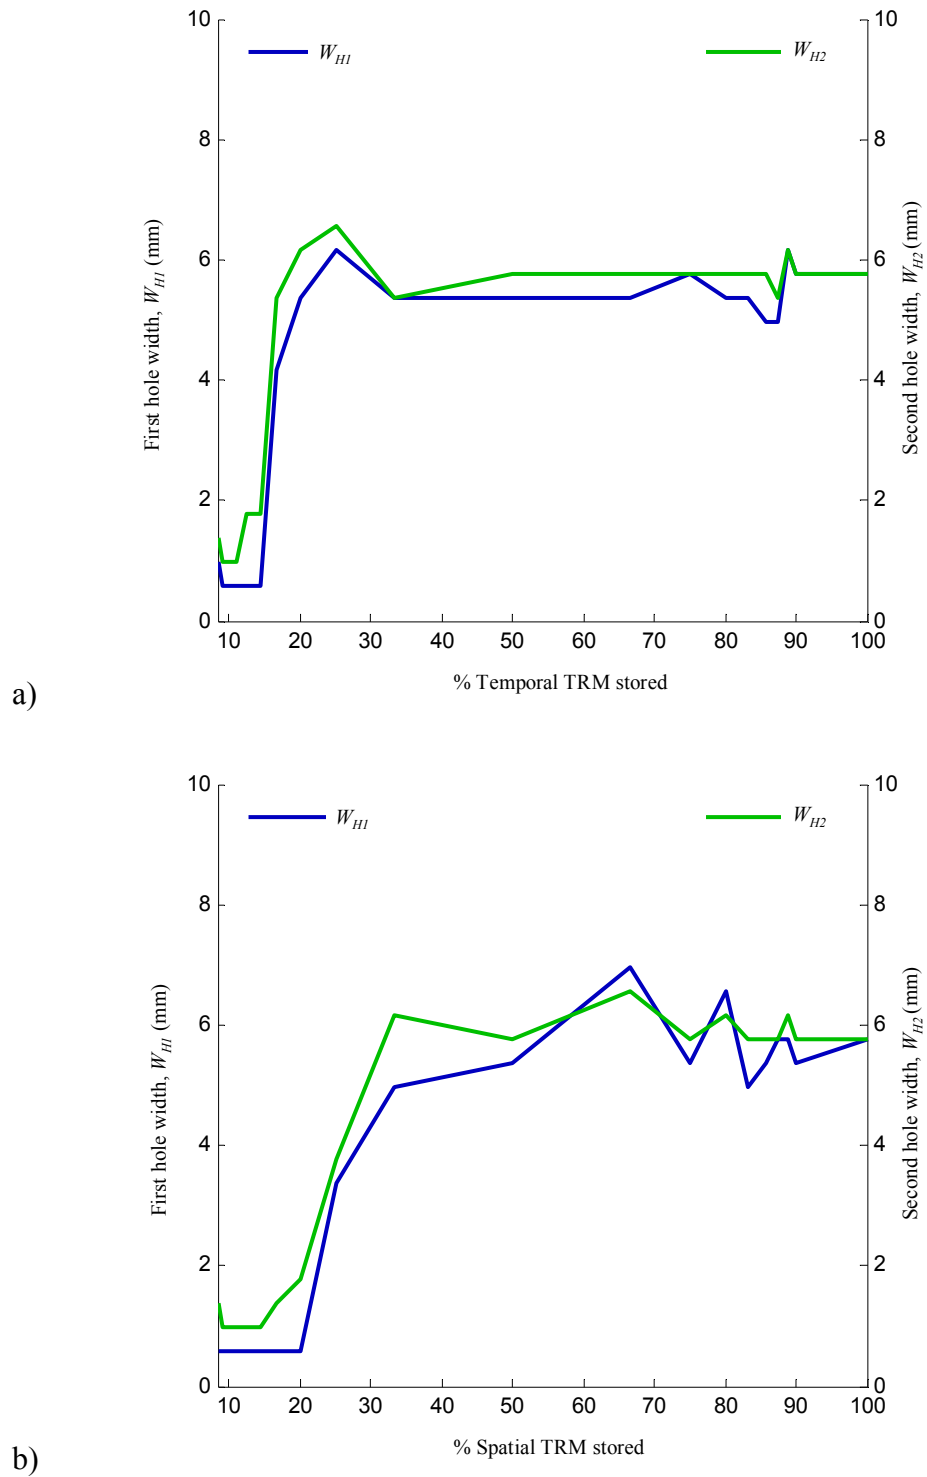 10
10
W_H1
W_H2
8
8
First hole width, W_H1 (mm)
Second hole width, W_H2 (mm)
6
6
4
4
2
2
0
0
10 20 30 40 50 60 70 80 90 100
% Temporal TRM stored
a)
10
10
W_H1
W_H2
8
8
First hole width, W_H1 (mm)
Second hole width, W_H2 (mm)
6
6
4
4
2
2
0
0
10 20 30 40 50 60 70 80 90 100
% Spatial TRM stored
b)